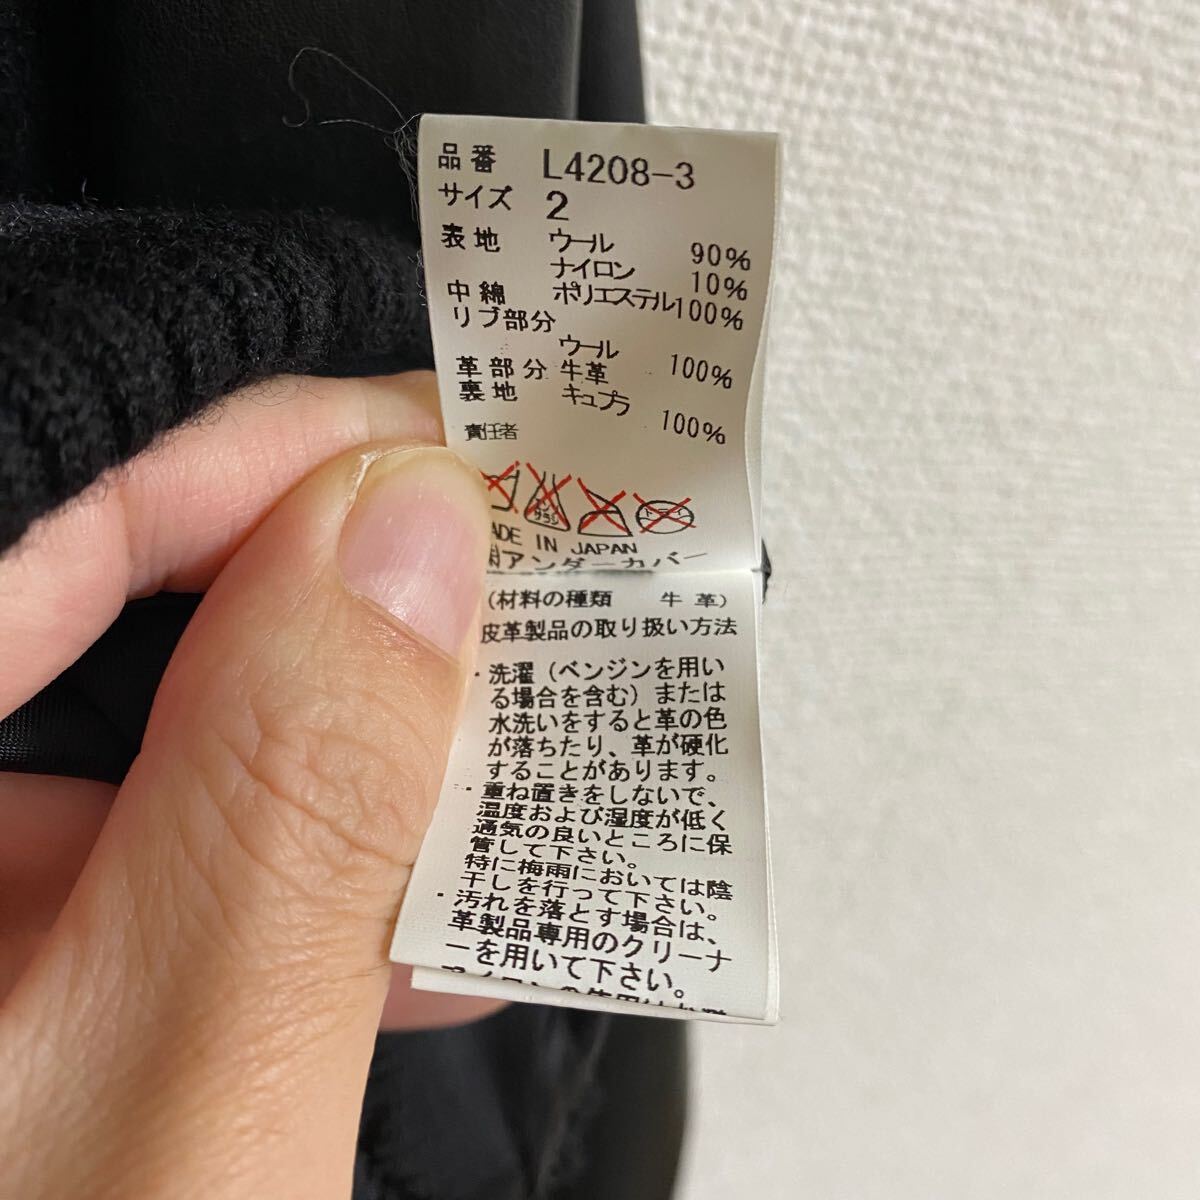 品番 L4208-3
サイズ 2
表地 ウール 90%
ナイロン 10%
中綿 ポリエステル100%
リブ部分
ウール 100%
革部分 牛革
裏地 キュプラ 100%
責任者
エンソ
サラシ
ドライ
ADE IN JAPAN
アンダーカバー
(材料の種類 牛革)
皮革製品の取り扱い方法
・洗濯(ベンジンを用い
る場合を含む)または
水洗いをすると革の色
が落ちたり、革が硬化
することがあります。
・重ね置きをしないで、
温度および湿度が低く
通気の良いところに保
管して下さい。
特に梅雨においては陰
干しを行って下さい。
・汚れを落とす場合は、
革製品専用のクリーナ
ーを用いて下さい。